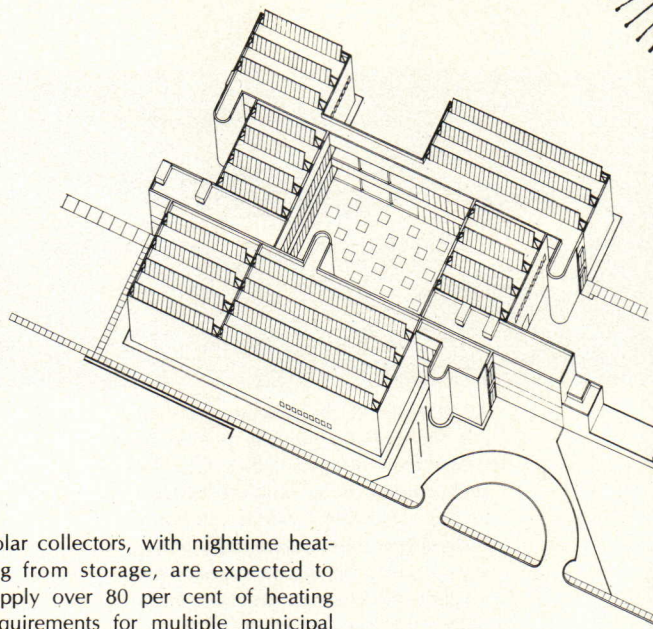 olar collectors, with nighttime heat-
g from storage, are expected to
pply over 80 per cent of heating
quirements for multiple municipal